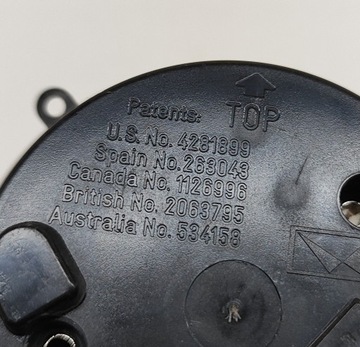 Patents: TOP
U.S. No. 4281899
Spain No. 263043
Canada No. 1126996
British No. 2063795
Australia No. 534158